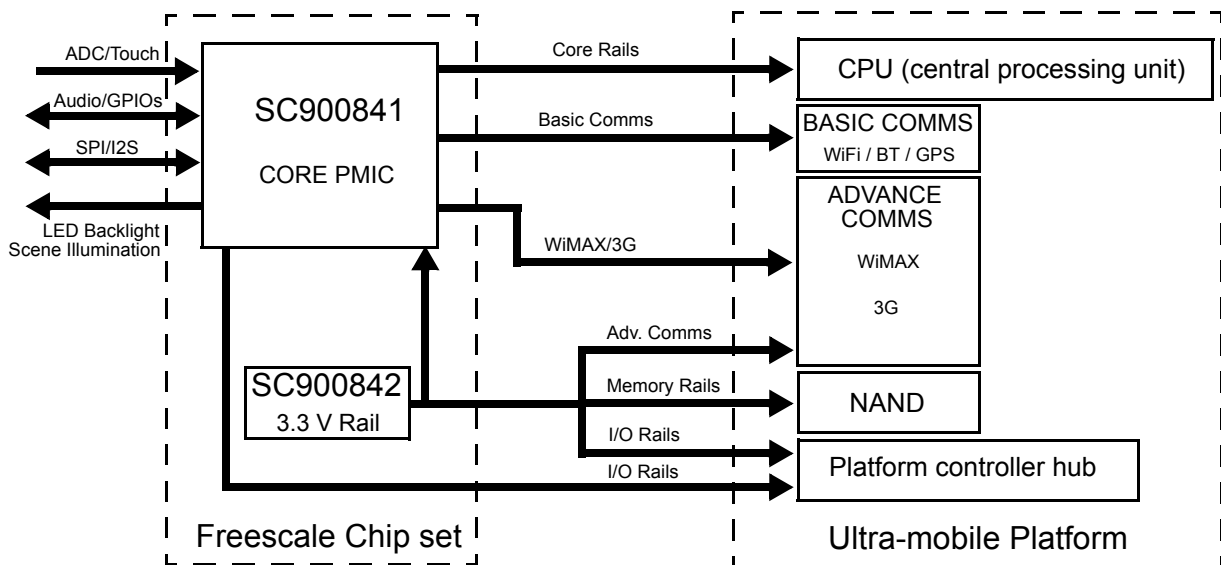 ADC/Touch
Audio/GPIOs
SPI/I2S
LED Backlight
Scene Illumination
SC900841
CORE PMIC
SC900842
3.3 V Rail
Freescale Chip set
Core Rails
Basic Comms
WiMAX/3G
Adv. Comms
Memory Rails
I/O Rails
I/O Rails
CPU (central processing unit)
BASIC COMMS
WiFi / BT / GPS
ADVANCE
COMMS
WiMAX
3G
NAND
Platform controller hub
Ultra-mobile Platform